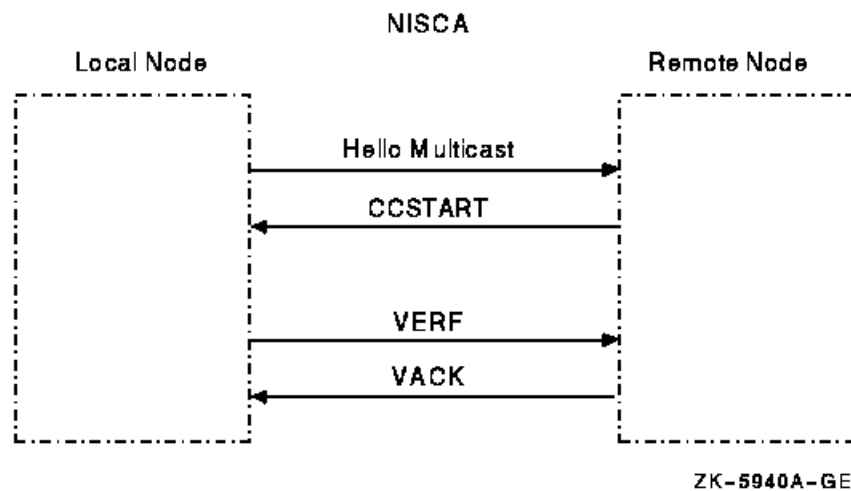 NISCA
Local Node
Remote Node
Hello Multicast
CCSTART
VERF
VACK
ZK-5940A-GE